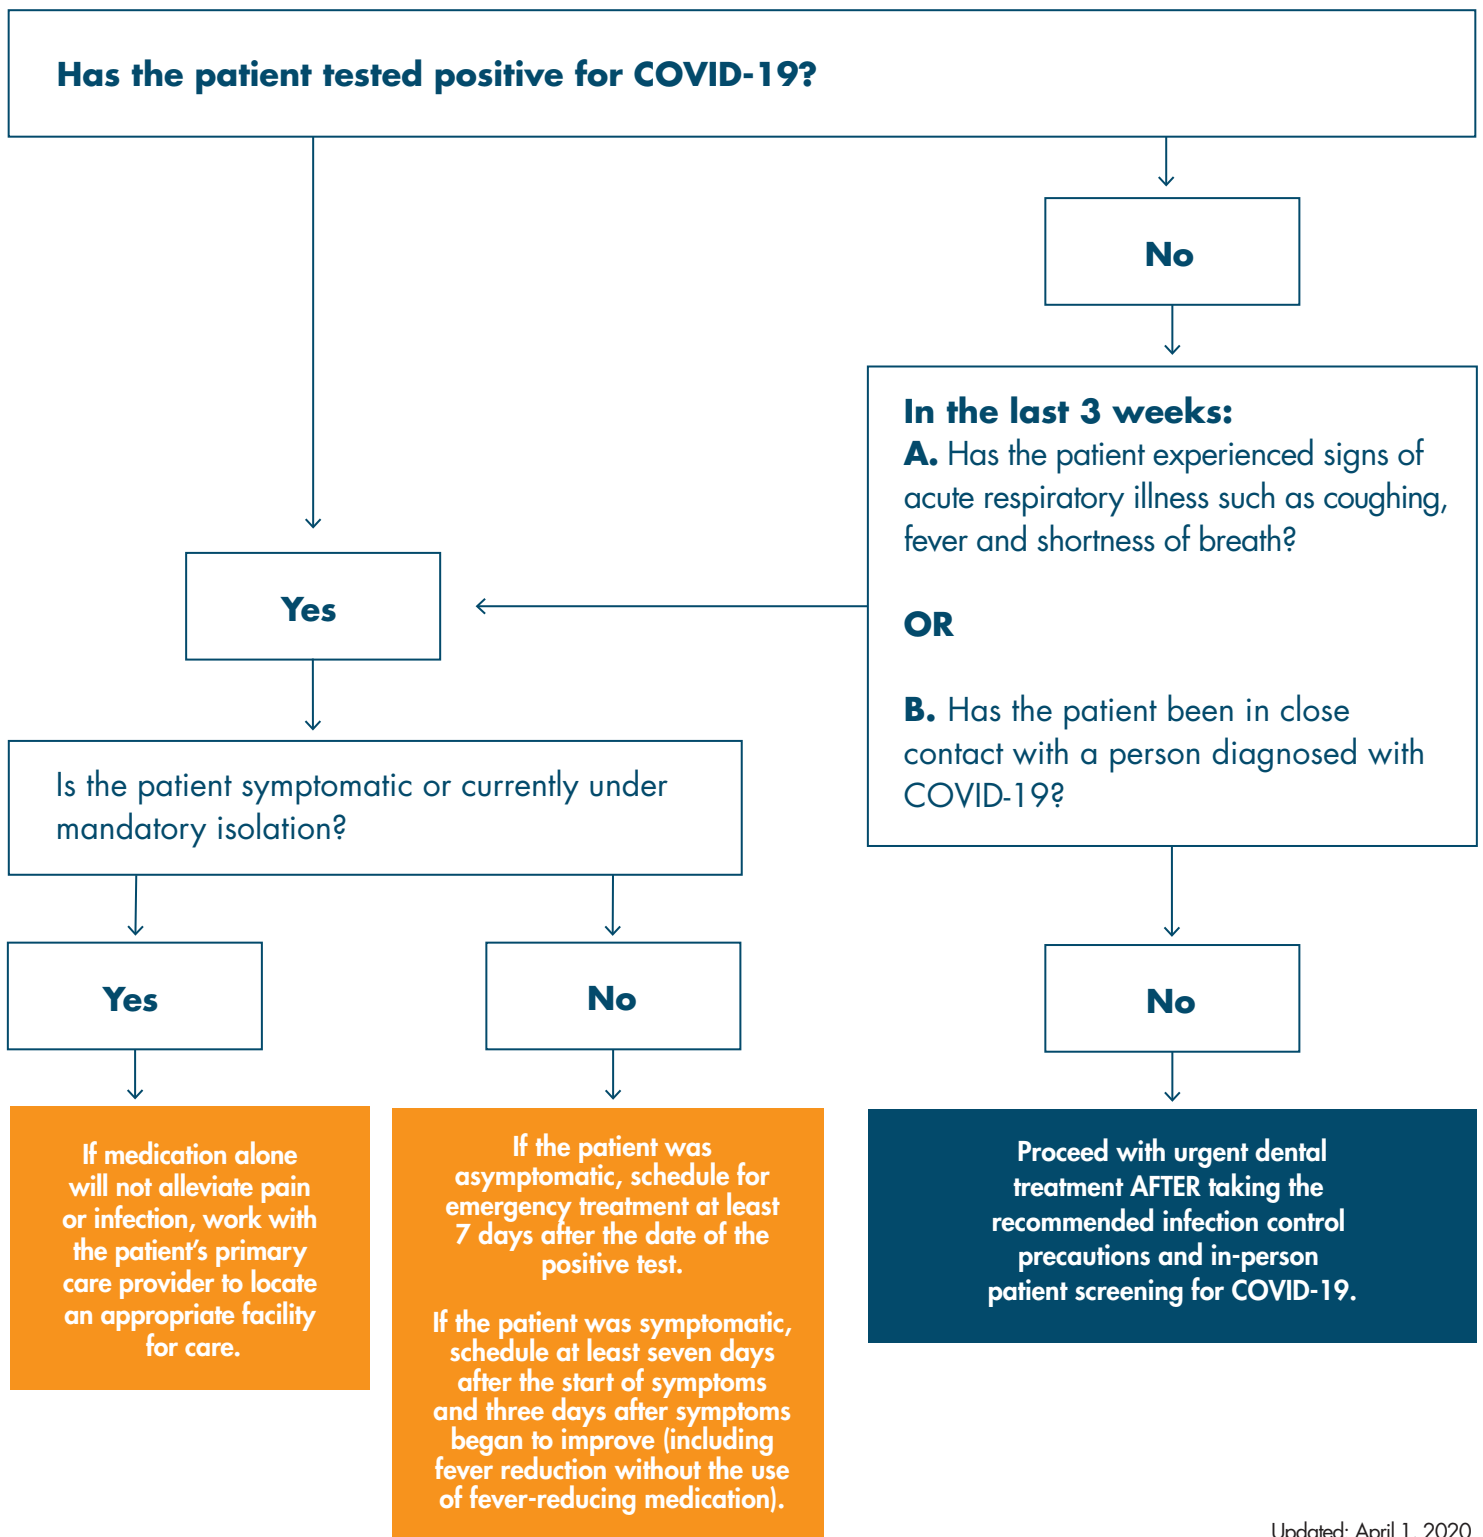 Has the patient tested positive for COVID-19?
No
In the last 3 weeks:
A. Has the patient experienced signs of
acute respiratory illness such as coughing,
fever and shortness of breath?
OR
B. Has the patient been in close
contact with a person diagnosed with
COVID-19?
Yes
Is the patient symptomatic or currently under
mandatory isolation?
Yes
No
No
If medication alone
will not alleviate pain
or infection, work with
the patient’s primary
care provider to locate
an appropriate facility
for care.
If the patient was
asymptomatic, schedule for
emergency treatment at least
7 days after the date of the
positive test.
If the patient was symptomatic,
schedule at least seven days
after the start of symptoms
and three days after symptoms
began to improve (including
fever reduction without the use
of fever-reducing medication).
Proceed with urgent dental
treatment AFTER taking the
recommended infection control
precautions and in-person
patient screening for COVID-19.
Updated: April 1, 2020